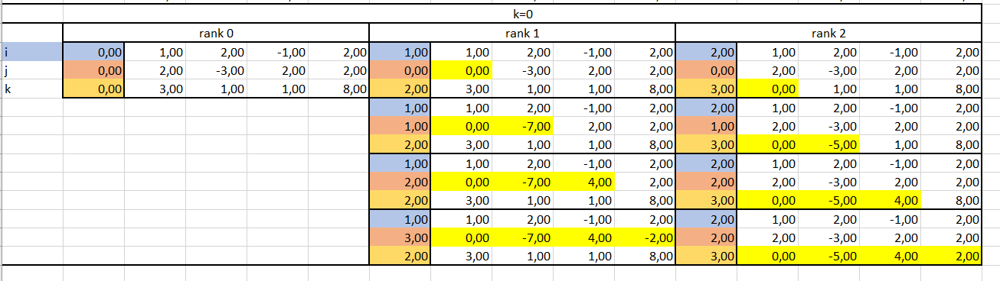 k=0
rank 0 rank 1 rank 2
i 0,00 1,00 2,00 -1,00 2,00 1,00 1,00 2,00 -1,00 2,00 2,00 1,00 2,00 -1,00 2,00
j 0,00 2,00 -3,00 2,00 2,00 0,00 0,00 -3,00 2,00 2,00 0,00 2,00 -3,00 2,00 2,00
k 0,00 3,00 1,00 1,00 8,00 2,00 3,00 1,00 1,00 8,00 3,00 0,00 1,00 1,00 8,00
1,00 1,00 2,00 -1,00 2,00 2,00 1,00 2,00 -1,00 2,00
1,00 0,00 -7,00 2,00 2,00 1,00 2,00 -3,00 2,00 2,00
2,00 3,00 1,00 1,00 8,00 3,00 0,00 -5,00 1,00 8,00
1,00 1,00 2,00 -1,00 2,00 2,00 1,00 2,00 -1,00 2,00
2,00 0,00 -7,00 4,00 2,00 2,00 2,00 -3,00 2,00 2,00
2,00 3,00 1,00 1,00 8,00 3,00 0,00 -5,00 4,00 8,00
1,00 1,00 2,00 -1,00 2,00 2,00 1,00 2,00 -1,00 2,00
3,00 0,00 -7,00 4,00 -2,00 2,00 2,00 -3,00 2,00 2,00
2,00 3,00 1,00 1,00 8,00 3,00 0,00 -5,00 4,00 2,00